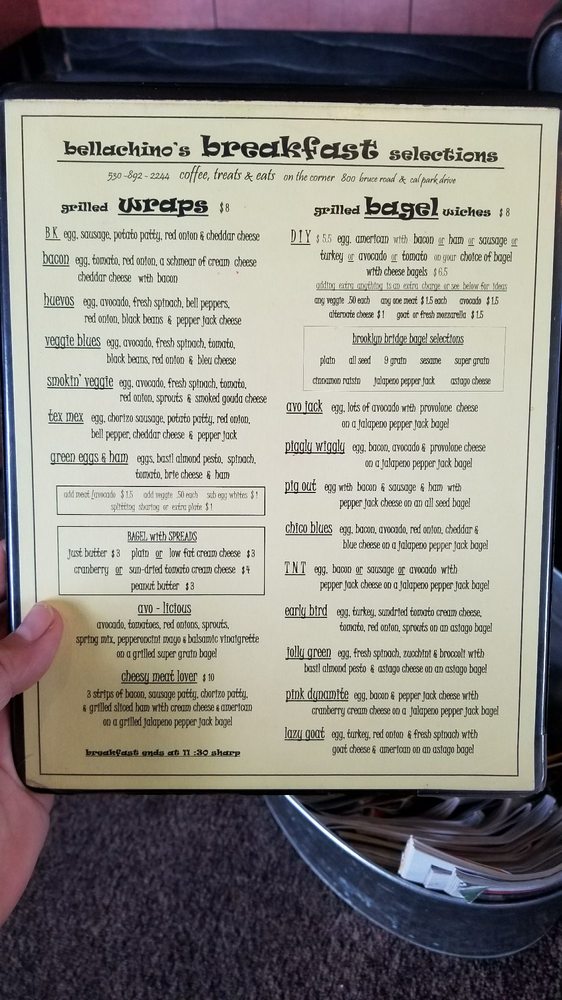 bellachino's breakfast selections
530-892-2244 coffee, treats & eats on the corner 800 bruce road & cal park drive
grilled wraps $8
BK egg, sausage, potato patty, red onion & cheddar cheese
bacon egg, tomato, red onion, a schmear of cream cheese
cheddar cheese with bacon
huevos egg, avocado, fresh spinach, bell peppers,
red onion, black beans & pepper jack cheese
veggie blues egg, avocado, fresh spinach, tomato,
black beans, red onion & bleu cheese
smokin' veggie egg, avocado, fresh spinach, tomato,
red onion, sprouts & smoked gouda cheese
tex mex egg, chorizo sausage, potato patty, red onion,
bell pepper, cheddar cheese & pepper jack
green eggs & ham eggs, basil almond pesto, spinach,
tomato, brie cheese & ham
add meat/avocado $1.5 add veggie .50 each sub egg whites $1
splitting sharing or extra plate $1
BAGEL with SPREADS
just butter $3 plain or low fat cream cheese $3
cranberry or sun-dried tomato cream cheese $4
peanut butter $3
avo - licious
avocado, tomatoes, red onions, sprouts,
spring mix, pepperoncini mayo & balsamic vinaigrette
on a grilled super grain bagel
cheesy meat lover $10
3 strips of bacon, sausage patty, chorizo patty,
& grilled sliced ham with cream cheese & american
on a grilled jalapeno pepper jack bagel
breakfast ends at 11:30 sharp
grilled bagel wiches $8
DIY $5.5 egg, american with bacon or ham or sausage or
turkey or avocado or tomato on your choice of bagel
with cheese bagels $6.5
adding extra anything is an extra charge or see below for ideas
any veggie .50 each any one meat $1.5 each avocado $1.5
alternate cheese $1 goat or fresh mozzarella $1.5
brooklyn bridge bagel selections
plain all seed 9 grain sesame super grain
cinnamon raisin jalapeno pepper jack asiago cheese
avo jack egg, lots of avocado with provolone cheese
on a jalapeno pepper jack bagel
piggly wiggly egg, bacon, avocado & provolone cheese
on a jalapeno pepper jack bagel
pig out egg with bacon & sausage & ham with
pepper jack cheese on an all seed bagel
chico blues egg, bacon, avocado, red onion, cheddar &
blue cheese on a jalapeno pepper jack bagel
TNT egg, bacon or sausage or avocado with
pepper jack cheese on a jalapeno pepper jack bagel
early bird egg, turkey, sundried tomato cream cheese,
tomato, red onion, sprouts on an asiago bagel
jolly green egg, fresh spinach, zucchini & broccoli with
basil almond pesto & asiago cheese on an asiago bagel
pink dynamite egg, bacon & pepper jack cheese with
cranberry cream cheese on a jalapeno pepper jack bagel
lazy goat egg, turkey, red onion & fresh spinach with
goat cheese & american on an asiago bagel